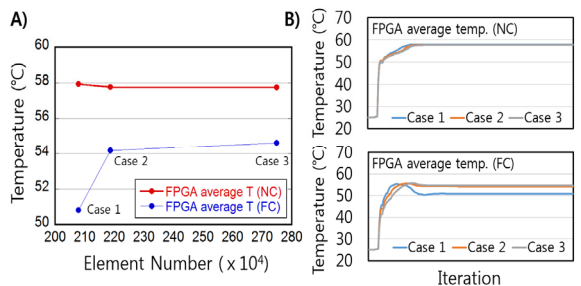 A)
Temperature (℃)
60
58
56
54
52
50
Case 1
Case 2
Case 3
FPGA average T (NC)
FPGA average T (FC)
200 210 220 230 240 250 260 270 280
Element Number ( x 10⁴)
B)
Temperature (℃)
70
60
50
40
30
20
FPGA average temp. (NC)
Case 1 Case 2 Case 3
Temperature (℃)
70
60
50
40
30
20
FPGA average temp. (FC)
Case 1 Case 2 Case 3
Iteration